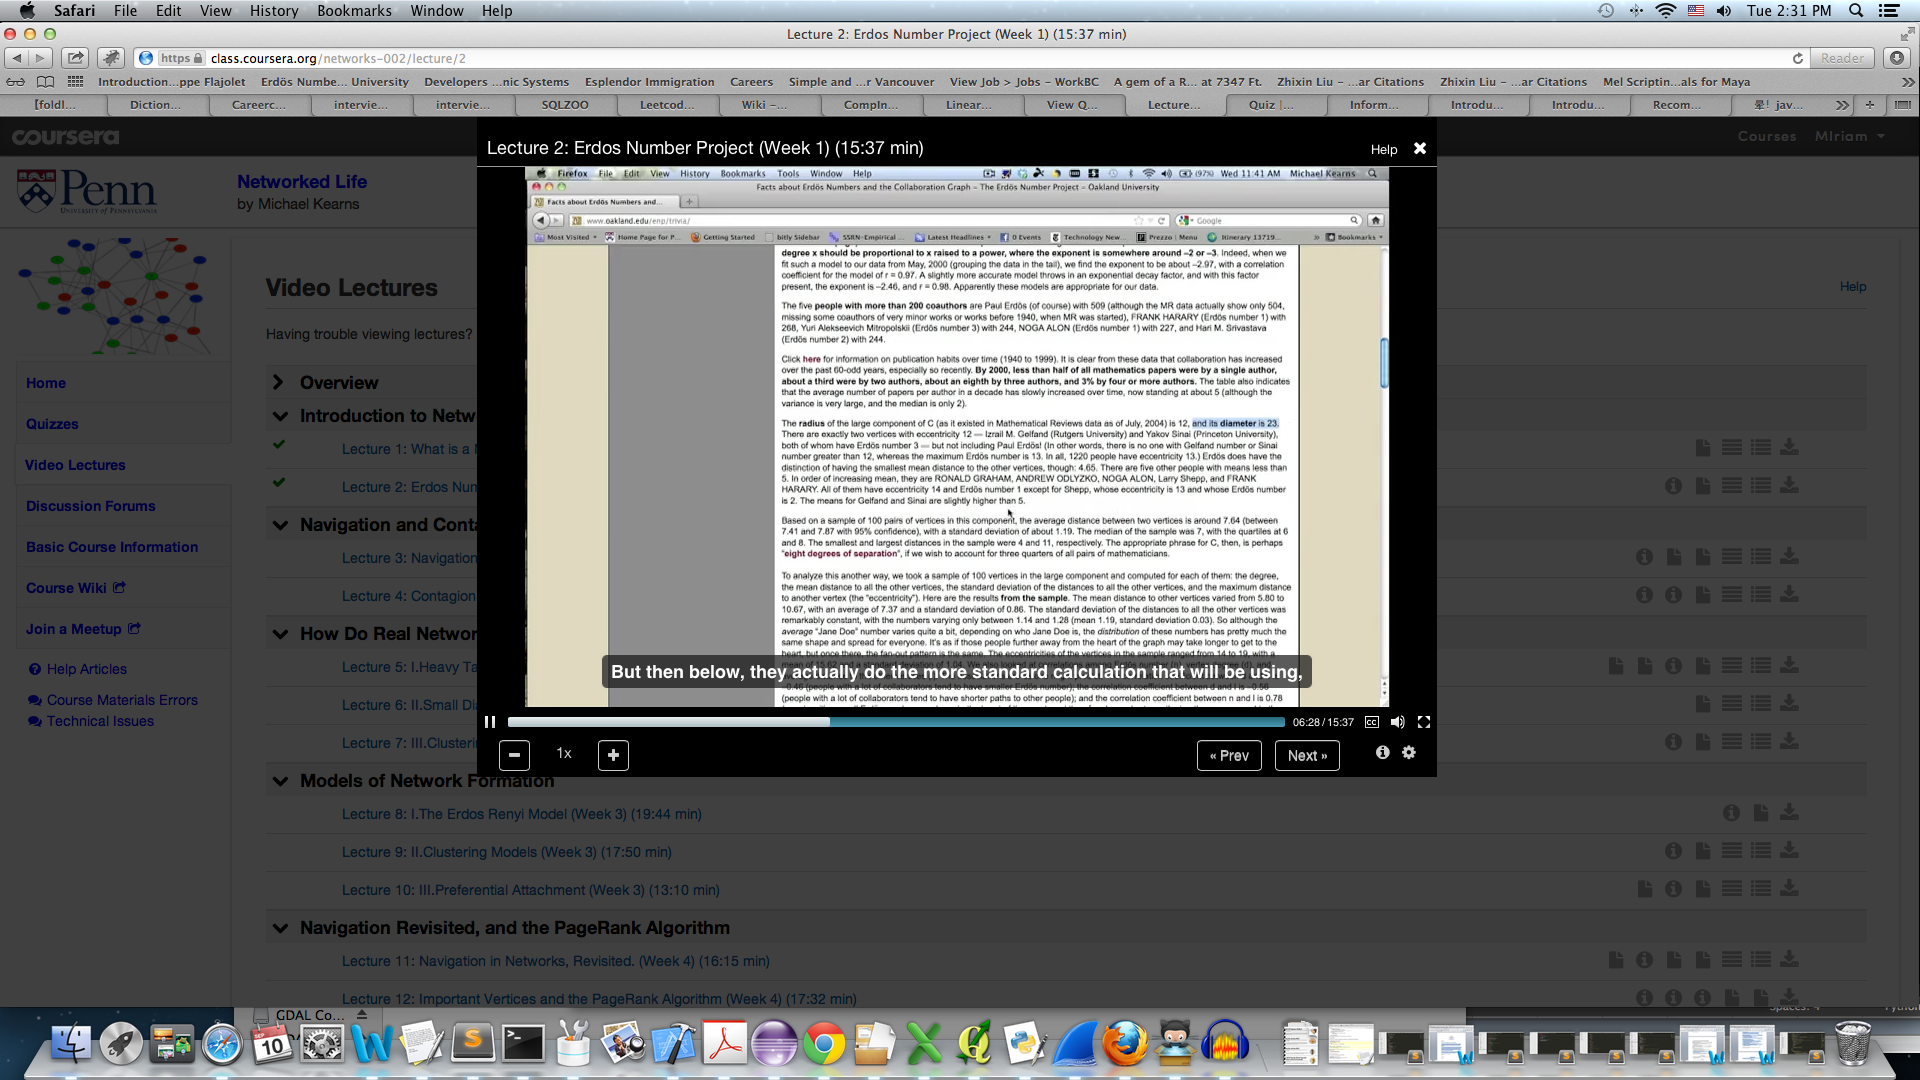 Safari File Edit View History Bookmarks Window Help Tue 2:31 PM
Lecture 2: Erdos Number Project (Week 1) (15:37 min)
https class.coursera.org/networks-002/lecture/2 Reader
Introduction...ppe Flajolet Erdös Numbe... University Developers ...nic Systems Esplendor Immigration Careers Simple and ...r Vancouver View Job > Jobs - WorkBC A gem of a R... at 7347 Ft. Zhixin Liu - ...ar Citations Zhixin Liu - ...ar Citations Mel Scriptin...als for Maya
[foldl... Diction... Careerc... intervie... intervie... SQLZOO Leetcod... Wiki –... CompIn... Linear... View Q... Lecture... Quiz |... Inform... Introdu... Introdu... Recom... 뤂! jav...
coursera Courses MIriam
Lecture 2: Erdos Number Project (Week 1) (15:37 min) Help
Penn
UNIVERSITY OF PENNSYLVANIA
Networked Life
by Michael Kearns
Firefox File Edit View History Bookmarks Tools Window Help (97%) Wed 11:41 AM Michael Kearns
Facts about Erdös Numbers and the Collaboration Graph – The Erdös Number Project – Oakland University
Facts about Erdös Numbers and...
www.oakland.edu/enp/trivia/ Google
Most Visited Home Page for P... Getting Started bitly Sidebar SSRN-Empirical ... Latest Headlines 0 Events Technology New... Prezzo | Menu Itinerary 13719... Bookmarks
degree x should be proportional to x raised to a power, where the exponent is somewhere around –2 or –3. Indeed, when we
fit such a model to our data from May, 2000 (grouping the data in the tail), we find the exponent to be about –2.97, with a correlation
coefficient for the model of r = 0.97. A slightly more accurate model throws in an exponential decay factor, and with this factor
present, the exponent is –2.46, and r = 0.98. Apparently these models are appropriate for our data.
The five people with more than 200 coauthors are Paul Erdös (of course) with 509 (although the MR data actually show only 504,
missing some coauthors of very minor works or works before 1940, when MR was started), FRANK HARARY (Erdös number 1) with
268, Yuri Alekseevich Mitropolskii (Erdös number 3) with 244, NOGA ALON (Erdös number 1) with 227, and Hari M. Srivastava
(Erdös number 2) with 244.
Click here for information on publication habits over time (1940 to 1999). It is clear from these data that collaboration has increased
over the past 60-odd years, especially so recently. By 2000, less than half of all mathematics papers were by a single author,
about a third were by two authors, about an eighth by three authors, and 3% by four or more authors. The table also indicates
that the average number of papers per author in a decade has slowly increased over time, now standing at about 5 (although the
variance is very large, and the median is only 2).
The radius of the large component of C (as it existed in Mathematical Reviews data as of July, 2004) is 12, and its diameter is 23.
There are exactly two vertices with eccentricity 12 — Izrail M. Gelfand (Rutgers University) and Yakov Sinai (Princeton University),
both of whom have Erdös number 3 — but not including Paul Erdös! (In other words, there is no one with Gelfand number or Sinai
number greater than 12, whereas the maximum Erdös number is 13. In all, 1220 people have eccentricity 13.) Erdös does have the
distinction of having the smallest mean distance to the other vertices, though: 4.65. There are five other people with means less than
5. In order of increasing mean, they are RONALD GRAHAM, ANDREW ODLYZKO, NOGA ALON, Larry Shepp, and FRANK
HARARY. All of them have eccentricity 14 and Erdös number 1 except for Shepp, whose eccentricity is 13 and whose Erdös number
is 2. The means for Gelfand and Sinai are slightly higher than 5.
Based on a sample of 100 pairs of vertices in this component, the average distance between two vertices is around 7.64 (between
7.41 and 7.87 with 95% confidence), with a standard deviation of about 1.19. The median of the sample was 7, with the quartiles at 6
and 8. The smallest and largest distances in the sample were 4 and 11, respectively. The appropriate phrase for C, then, is perhaps
"eight degrees of separation", if we wish to account for three quarters of all pairs of mathematicians.
To analyze this another way, we took a sample of 100 vertices in the large component and computed for each of them: the degree,
the mean distance to all the other vertices, the standard deviation of the distances to all the other vertices, and the maximum distance
to another vertex (the "eccentricity"). Here are the results from the sample. The mean distance to other vertices varied from 5.80 to
10.67, with an average of 7.37 and a standard deviation of 0.86. The standard deviation of the distances to all the other vertices was
remarkably constant, with the numbers varying only between 1.14 and 1.28 (mean 1.19, standard deviation 0.03). So although the
average "Jane Doe" number varies quite a bit, depending on who Jane Doe is, the distribution of these numbers has pretty much the
same shape and spread for everyone. It's as if those people further away from the heart of the graph may take longer to get to the
heart, but once there, the fan-out pattern is the same. The eccentricities of the vertices in the sample ranged from 14 to 19, with a
But then below, they actually do the more standard calculation that will be using,
(people with a lot of collaborators tend to have shorter paths to other people); and the correlation coefficient between n and l is 0.78
06:28 / 15:37 CC
1x « Prev Next »
Home
Quizzes
Video Lectures
Discussion Forums
Basic Course Information
Course Wiki
Join a Meetup
Help Articles
Course Materials Errors
Technical Issues
Video Lectures Help
Having trouble viewing lectures?
Overview
Introduction to Netw
Lecture 1: What is a
Lecture 2: Erdos Num
Navigation and Conta
Lecture 3: Navigation
Lecture 4: Contagion
How Do Real Networ
Lecture 5: I.Heavy Ta
Lecture 6: II.Small Di
Lecture 7: III.Clusterin
Models of Network Formation
Lecture 8: I.The Erdos Renyi Model (Week 3) (19:44 min)
Lecture 9: II.Clustering Models (Week 3) (17:50 min)
Lecture 10: III.Preferential Attachment (Week 3) (13:10 min)
Navigation Revisited, and the PageRank Algorithm
Lecture 11: Navigation in Networks, Revisited. (Week 4) (16:15 min)
Lecture 12: Important Vertices and the PageRank Algorithm (Week 4) (17:32 min)
GDAL Co...
SEP
10